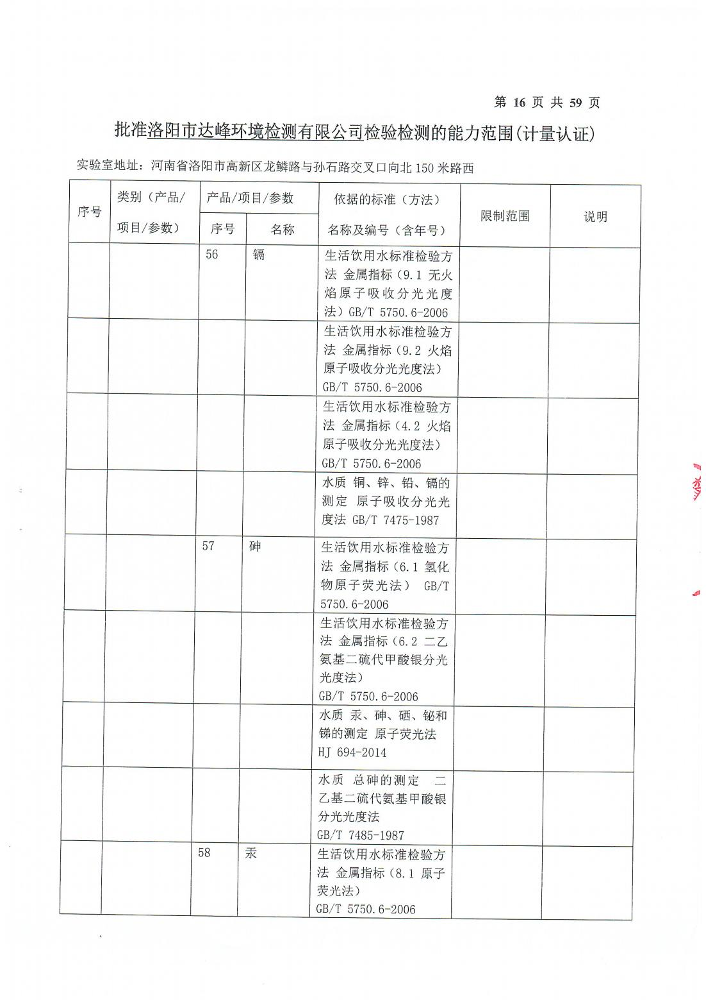 第 16 页 共 59 页
批准洛阳市达峰环境检测有限公司检验检测的能力范围(计量认证)
实验室地址：河南省洛阳市高新区龙鳞路与孙石路交叉口向北 150 米路西
序号
类别（产品/
项目/参数）
产品/项目/参数
序号
名称
依据的标准（方法）
名称及编号（含年号）
限制范围
说明
56
镉
生活饮用水标准检验方
法 金属指标（9.1 无火
焰原子吸收分光光度
法）GB/T 5750.6-2006
生活饮用水标准检验方
法 金属指标（9.2 火焰
原子吸收分光光度法）
GB/T 5750.6-2006
生活饮用水标准检验方
法 金属指标（4.2 火焰
原子吸收分光光度法）
GB/T 5750.6-2006
水质 铜、锌、铅、镉的
测定 原子吸收分光光
度法 GB/T 7475-1987
57
砷
生活饮用水标准检验方
法 金属指标（6.1 氢化
物原子荧光法） GB/T
5750.6-2006
生活饮用水标准检验方
法 金属指标（6.2 二乙
氨基二硫代甲酸银分光
光度法）
GB/T 5750.6-2006
水质 汞、砷、硒、铋和
锑的测定 原子荧光法
HJ 694-2014
水质 总砷的测定 二
乙基二硫代氨基甲酸银
分光光度法
GB/T 7485-1987
58
汞
生活饮用水标准检验方
法 金属指标（8.1 原子
荧光法）
GB/T 5750.6-2006